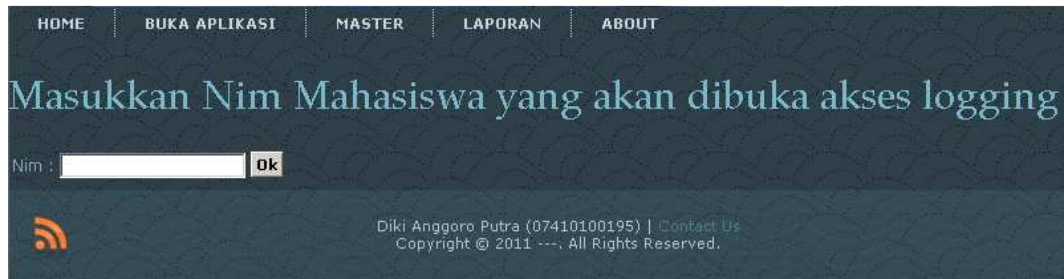 HOME BUKA APLIKASI MASTER LAPORAN ABOUT
Masukkan Nim Mahasiswa yang akan dibuka akses logging
Nim : Ok
Diki Anggoro Putra (07410100195) | Contact Us
Copyright © 2011 ---. All Rights Reserved.